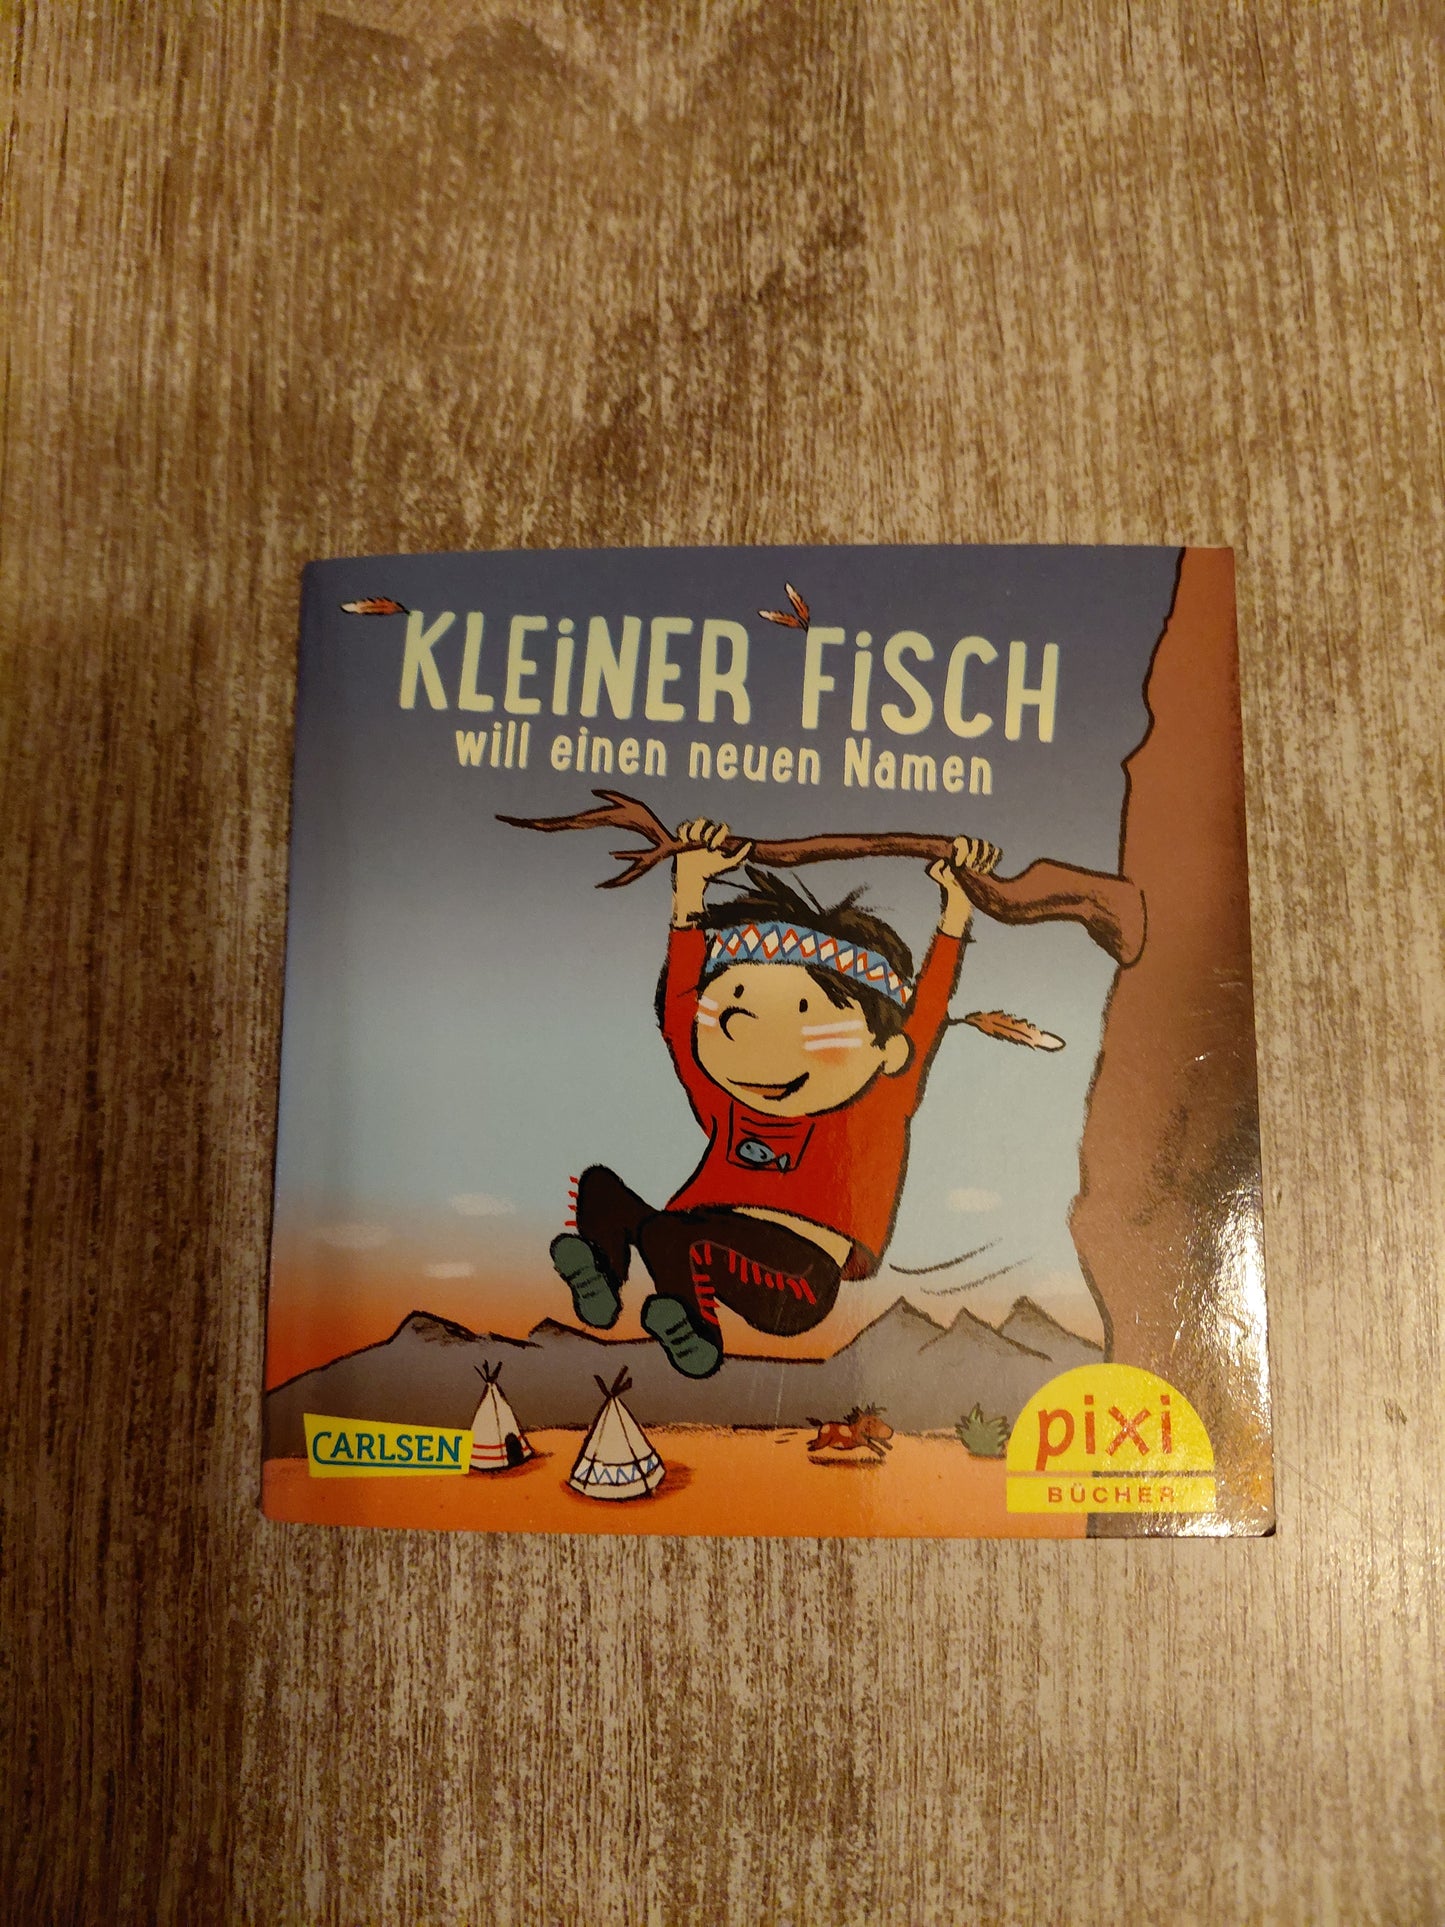 KLEiNER FiSCH
will einen neuen Namen
CARLSEN
pixi
BÜCHER